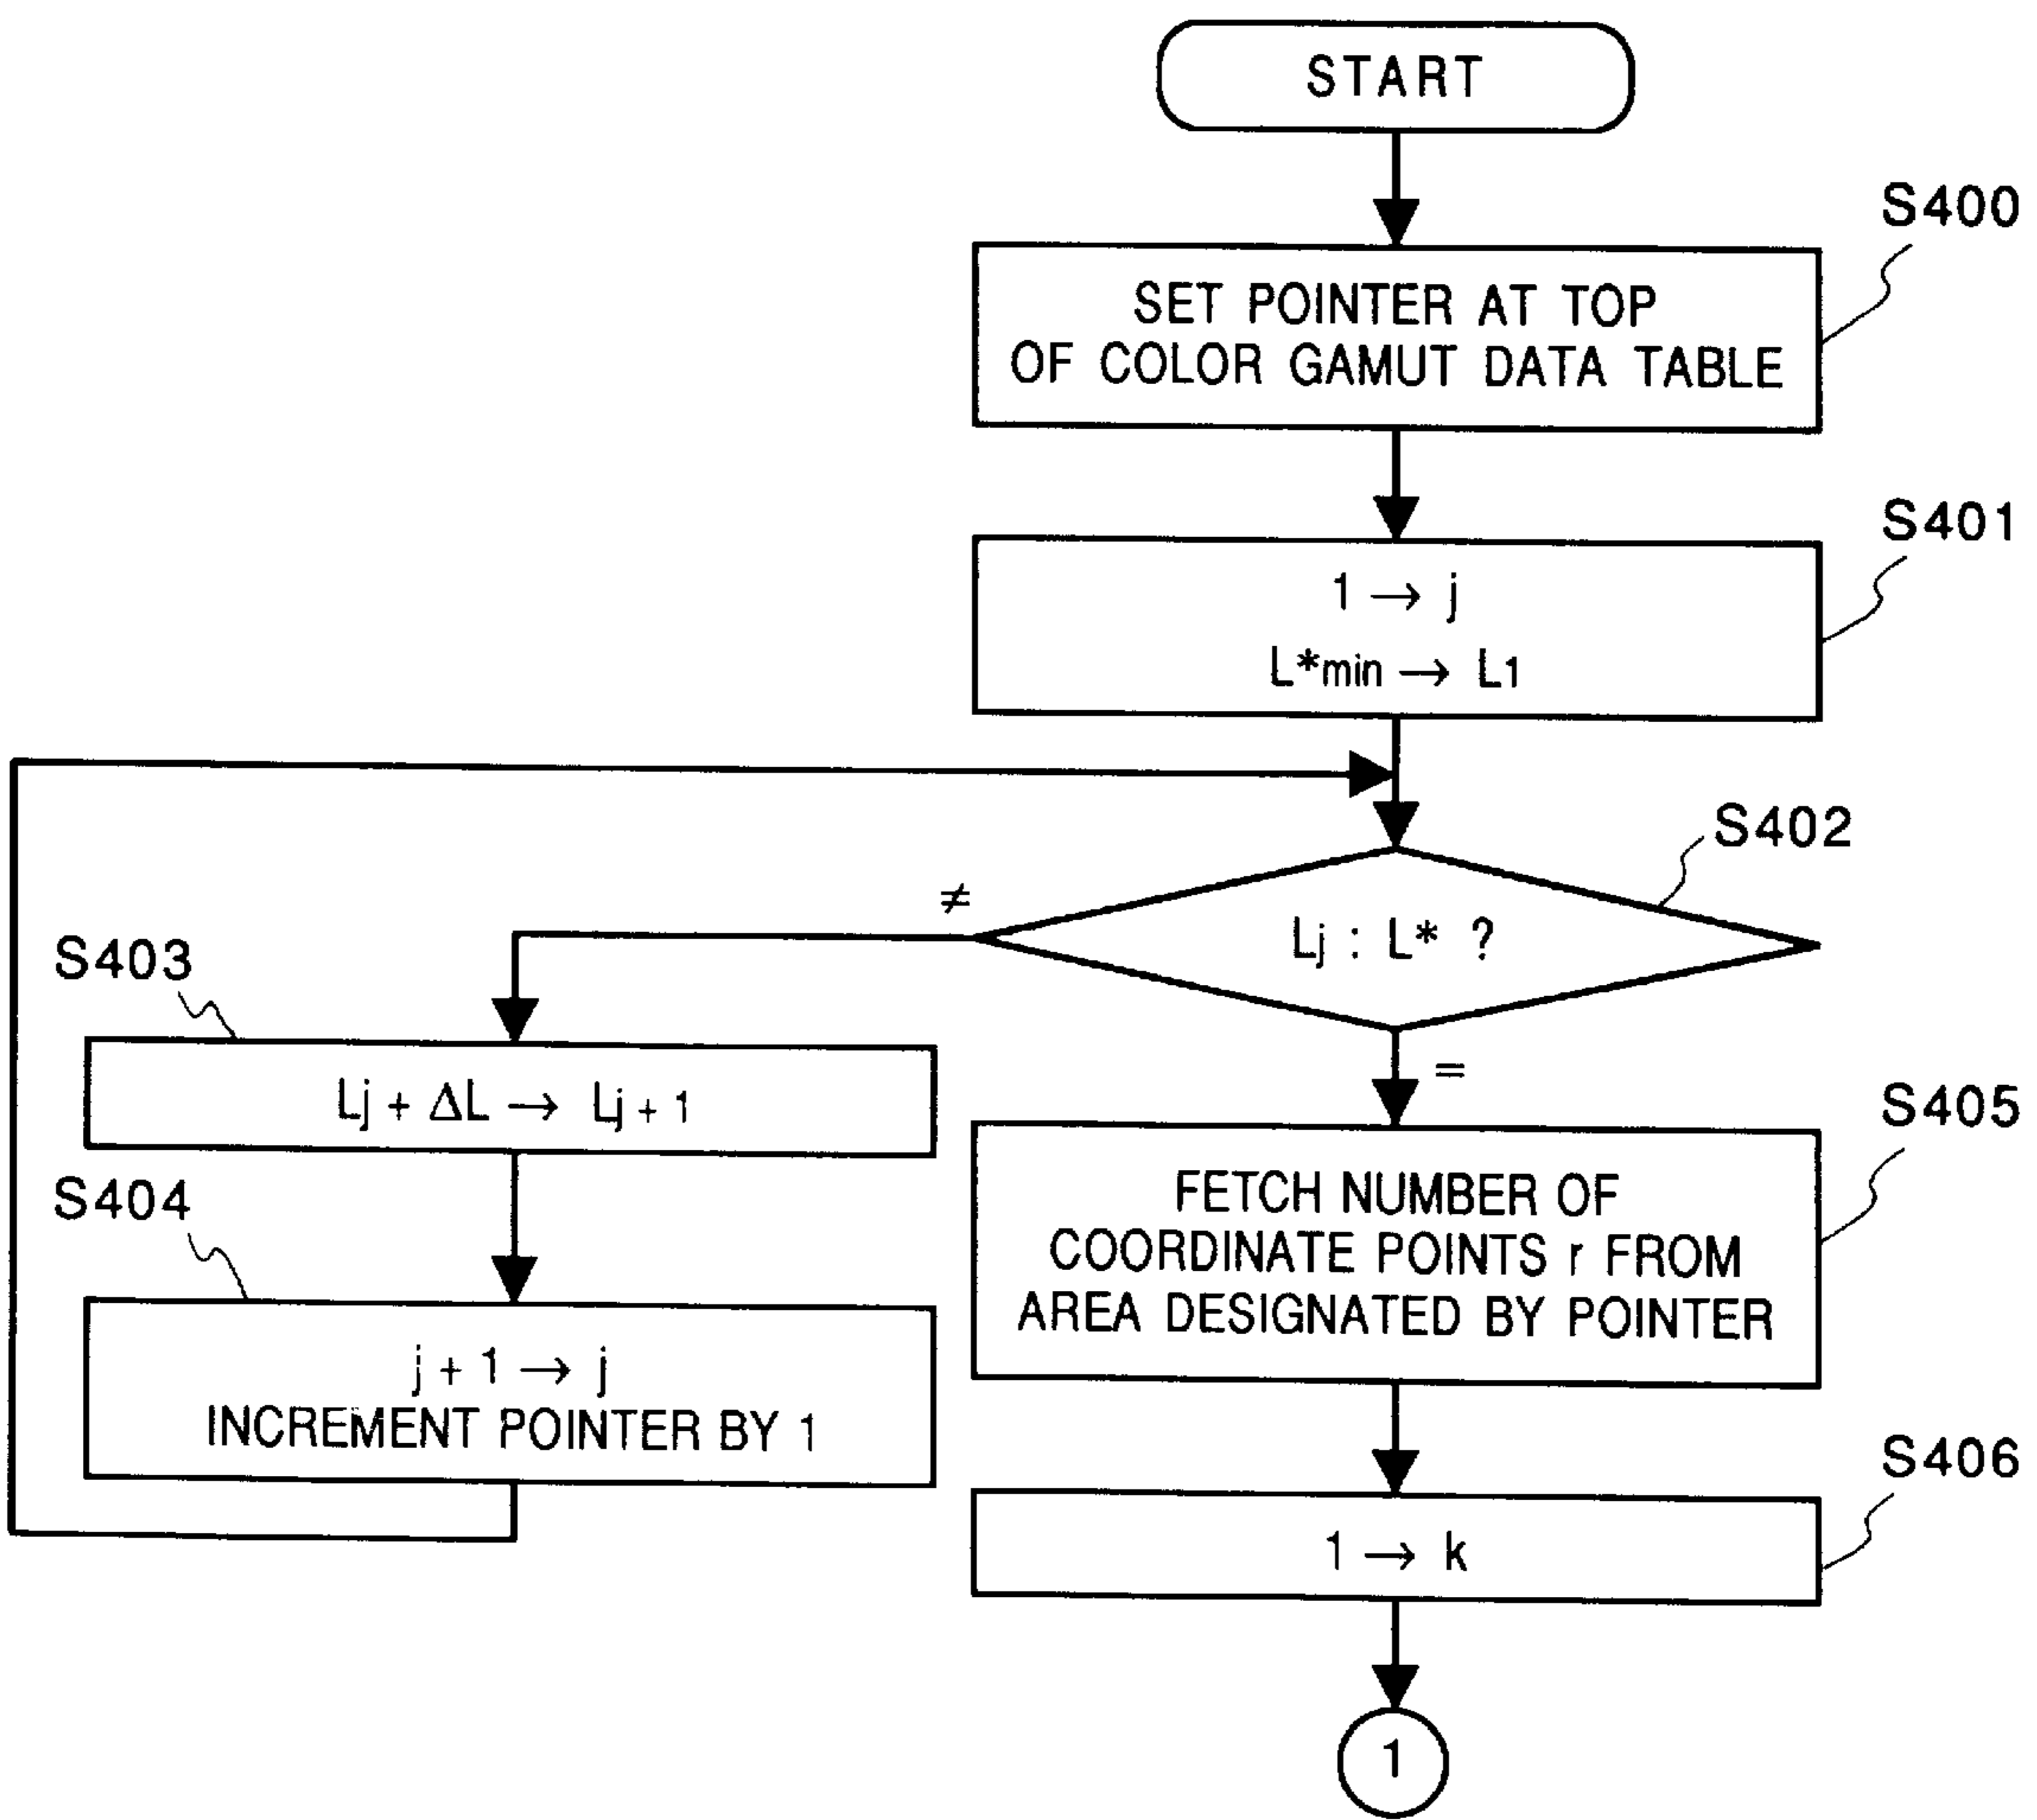 START
S400
SET POINTER AT TOP
OF COLOR GAMUT DATA TABLE
S401
1 → j
L*min → L1
S402
≠
Lj : L* ?
S403
=
Lj + ΔL → Lj + 1
S405
S404
FETCH NUMBER OF
COORDINATE POINTS r FROM
AREA DESIGNATED BY POINTER
j + 1 → j
INCREMENT POINTER BY 1
S406
1 → k
1